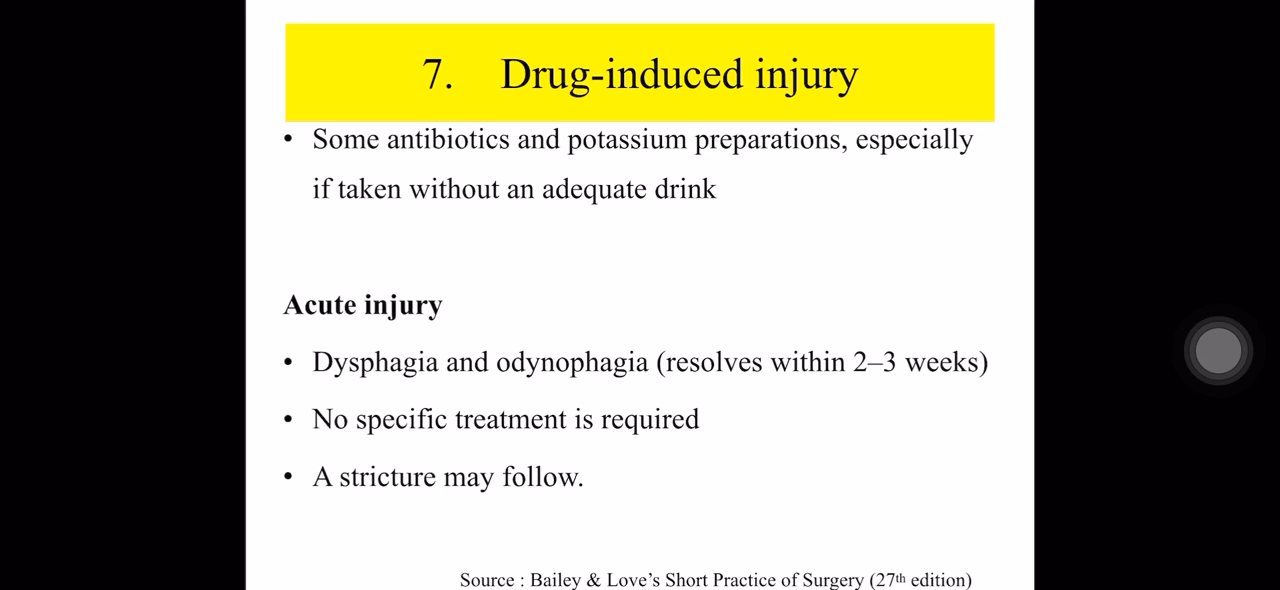 7. Drug-induced injury
• Some antibiotics and potassium preparations, especially
if taken without an adequate drink
Acute injury
• Dysphagia and odynophagia (resolves within 2–3 weeks)
• No specific treatment is required
• A stricture may follow.
Source : Bailey & Love’s Short Practice of Surgery (27th edition)